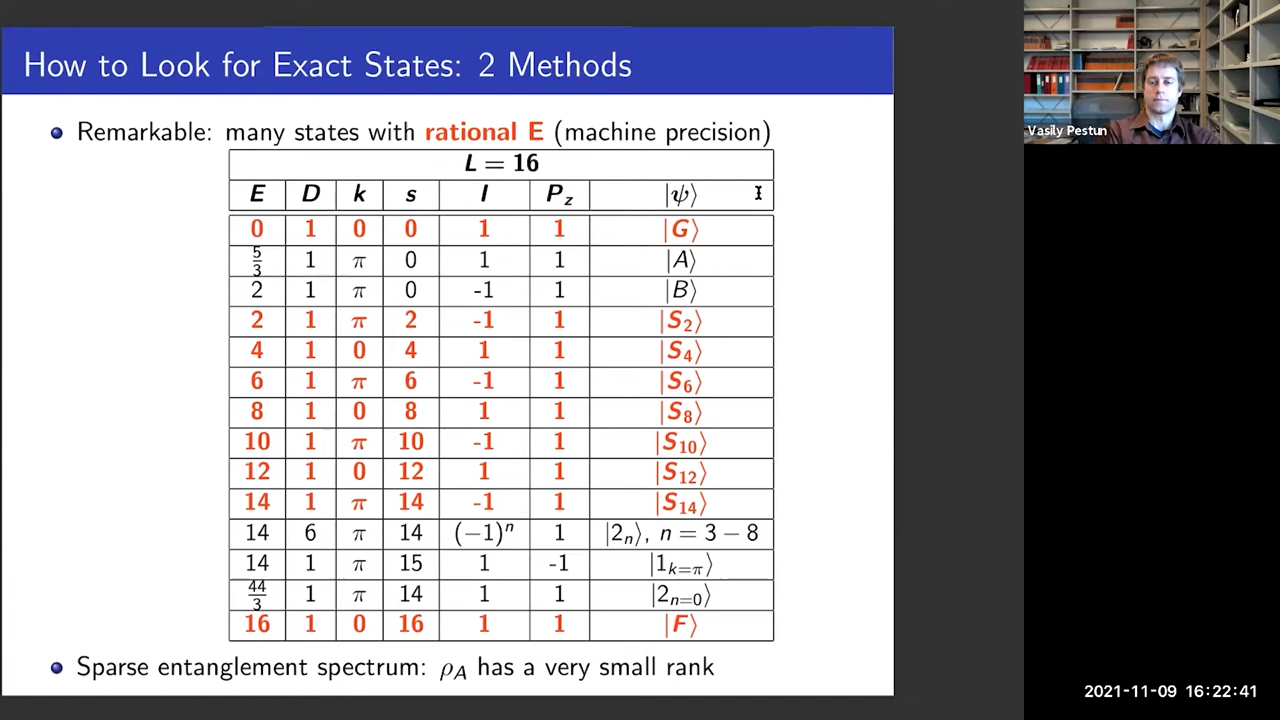 How to Look for Exact States: 2 Methods
Remarkable: many states with rational E (machine precision)
L = 16
E D k s I P_z |ψ⟩
0 1 0 0 1 1 |G⟩
5/3 1 π 0 1 1 |A⟩
2 1 π 0 -1 1 |B⟩
2 1 π 2 -1 1 |S_2⟩
4 1 0 4 1 1 |S_4⟩
6 1 π 6 -1 1 |S_6⟩
8 1 0 8 1 1 |S_8⟩
10 1 π 10 -1 1 |S_10⟩
12 1 0 12 1 1 |S_12⟩
14 1 π 14 -1 1 |S_14⟩
14 6 π 14 (−1)^n 1 |2_n⟩, n = 3 − 8
14 1 π 15 1 -1 |1_{k=π}⟩
44/3 1 π 14 1 1 |2_{n=0}⟩
16 1 0 16 1 1 |F⟩
Sparse entanglement spectrum: ρ_A has a very small rank
Vasily Pestun
2021-11-09 16:22:41